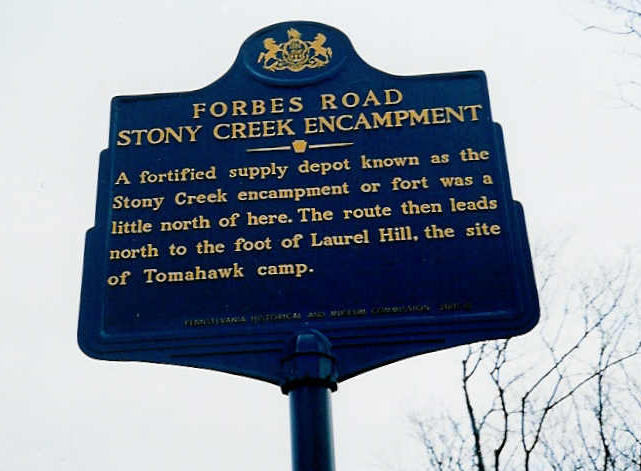 FORBES ROAD
STONY CREEK ENCAMPMENT
A fortified supply depot known as the
Stony Creek encampment or fort was a
little north of here. The route then leads
north to the foot of Laurel Hill, the site
of Tomahawk camp.
PENNSYLVANIA HISTORICAL AND MUSEUM COMMISSION